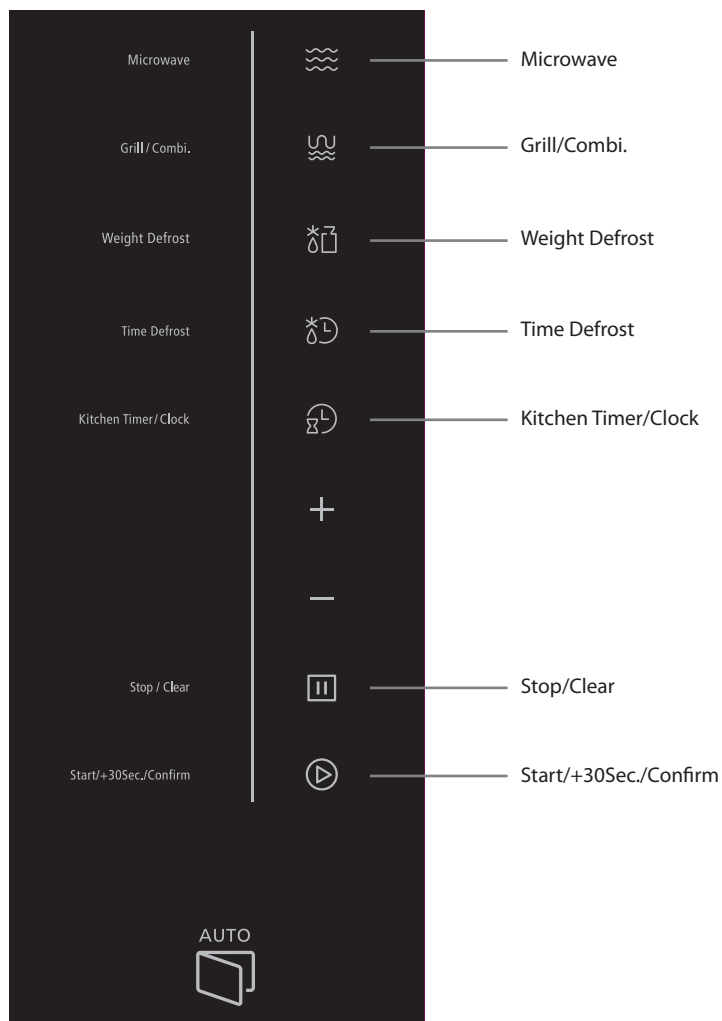 Microwave Microwave
Grill/Combi. Grill/Combi.
Weight Defrost Weight Defrost
Time Defrost Time Defrost
Kitchen Timer/Clock Kitchen Timer/Clock
+
−
Stop / Clear Stop/Clear
Start/+30Sec./Confirm Start/+30Sec./Confirm
AUTO